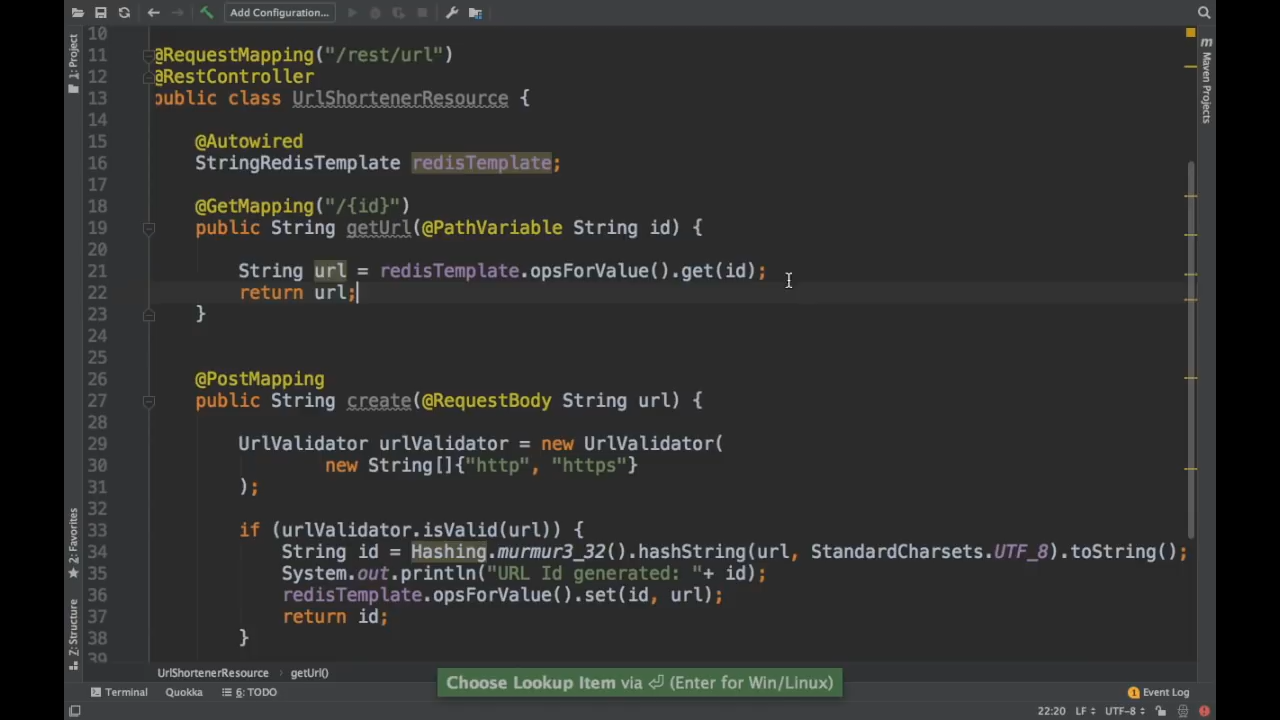 Add Configuration...
1: Project
Maven Projects
10
11 @RequestMapping("/rest/url")
12 @RestController
13 public class UrlShortenerResource {
14
15 @Autowired
16 StringRedisTemplate redisTemplate;
17
18 @GetMapping("/{id}")
19 public String getUrl(@PathVariable String id) {
20
21 String url = redisTemplate.opsForValue().get(id);
22 return url;
23 }
24
25
26 @PostMapping
27 public String create(@RequestBody String url) {
28
29 UrlValidator urlValidator = new UrlValidator(
30 new String[]{"http", "https"}
31 );
32
33 if (urlValidator.isValid(url)) {
34 String id = Hashing.murmur3_32().hashString(url, StandardCharsets.UTF_8).toString();
35 System.out.println("URL Id generated: "+ id);
36 redisTemplate.opsForValue().set(id, url);
37 return id;
38 }
39
2: Favorites
Z: Structure
UrlShortenerResource › getUrl()
Choose Lookup Item via ⏎ (Enter for Win/Linux)
Terminal Quokka 6: TODO 1 Event Log
22:20 LF UTF-8